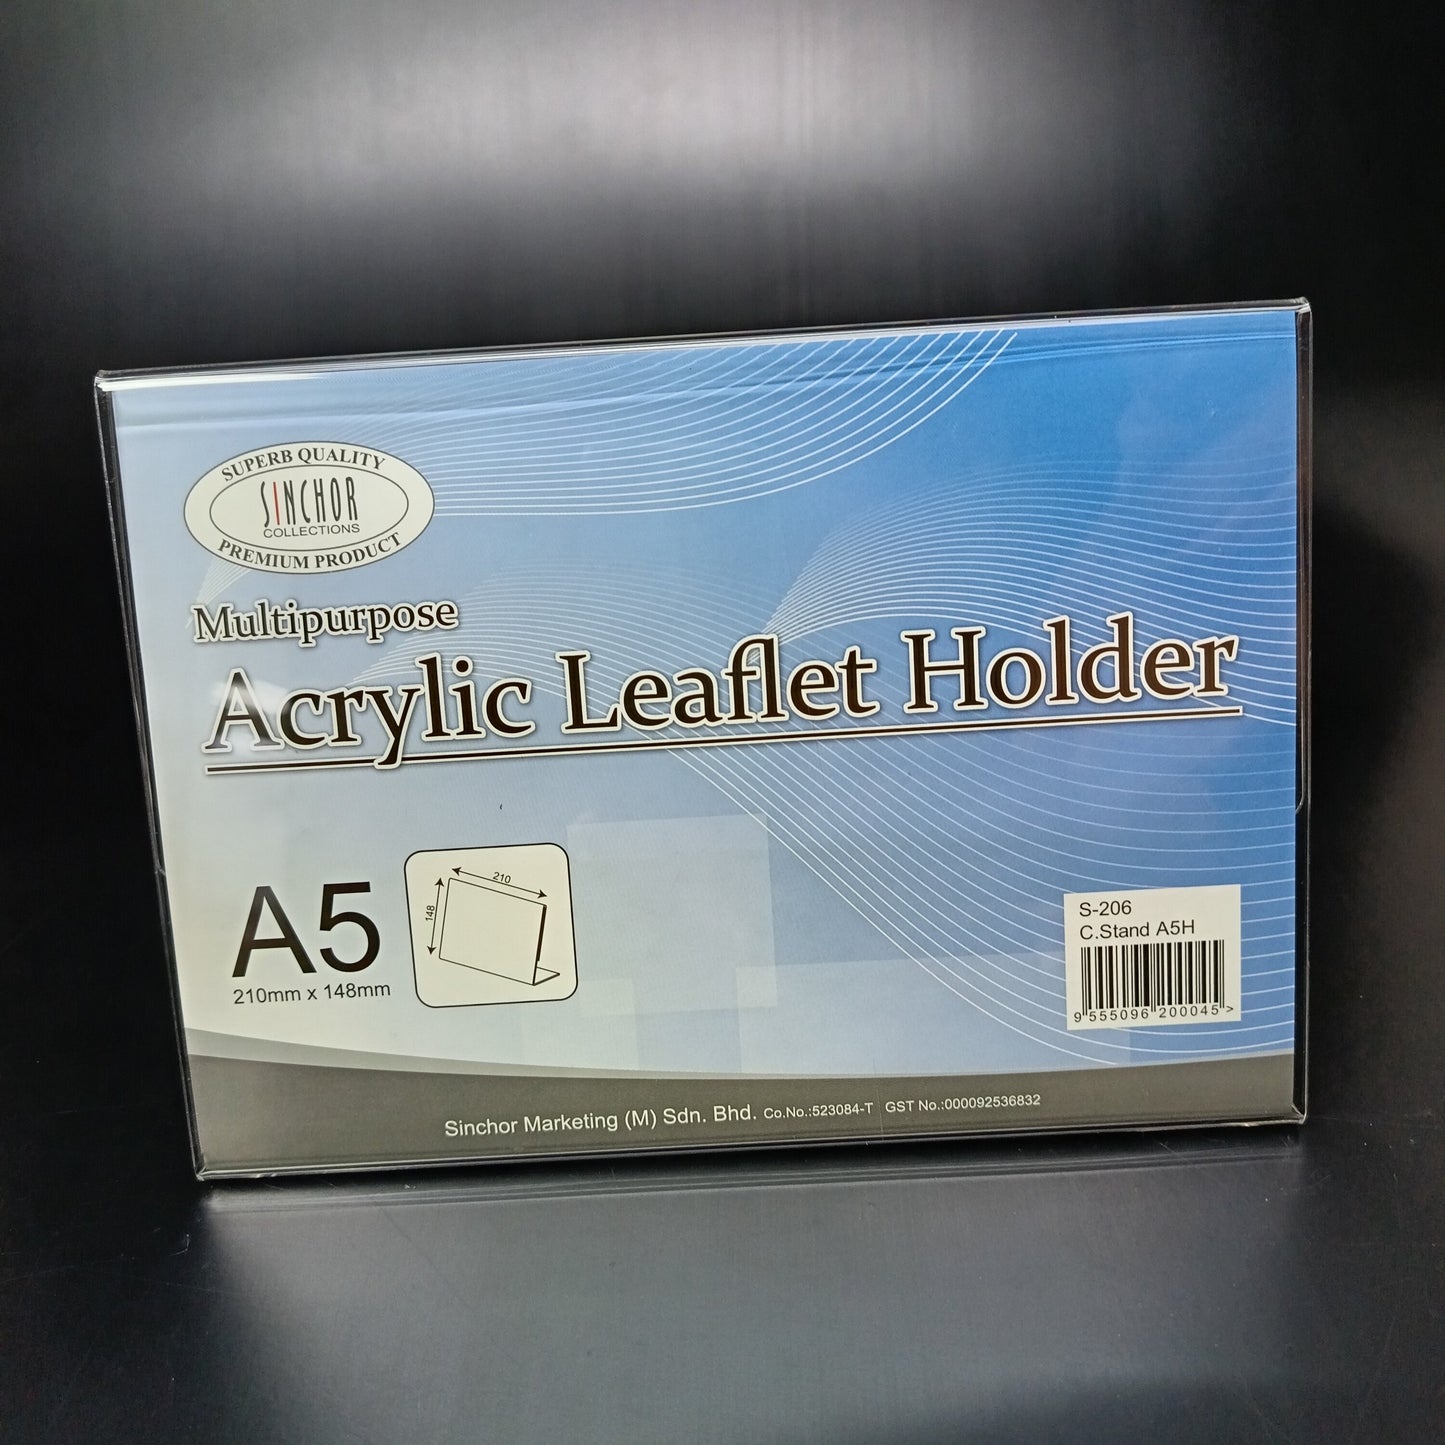 SUPERB QUALITY
SINCHOR
COLLECTIONS
PREMIUM PRODUCT
Multipurpose
Acrylic Leaflet Holder
A5
210mm x 148mm
210
148
S-206
C.Stand A5H
9 555096 200045 >
Sinchor Marketing (M) Sdn. Bhd. Co.No.:523084-T GST No.:000092536832